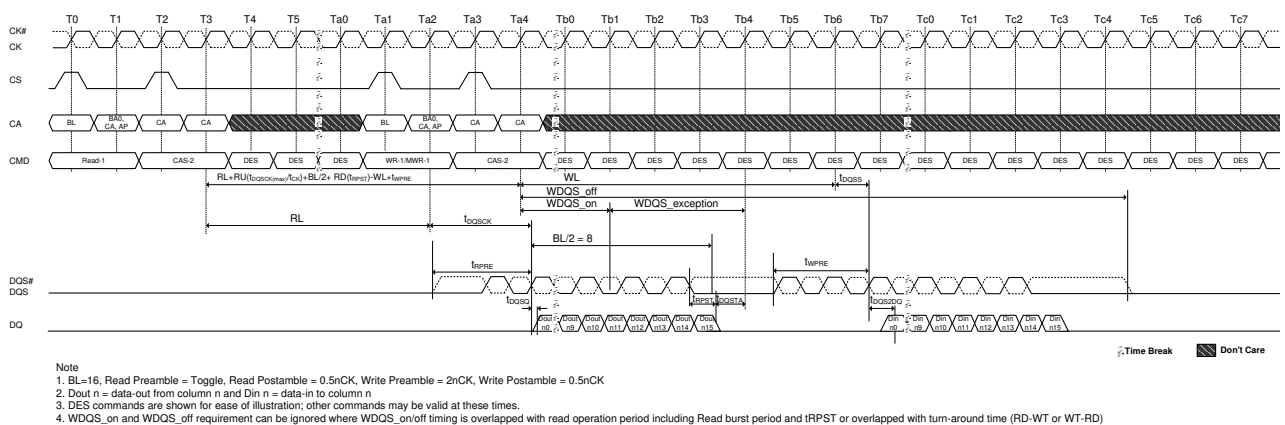 T0 T1 T2 T3 T4 T5 Ta0 Ta1 Ta2 Ta3 Ta4 Tb0 Tb1 Tb2 Tb3 Tb4 Tb5 Tb6 Tb7 Tc0 Tc1 Tc2 Tc3 Tc4 Tc5 Tc6 Tc7
CK#
CK
CS
CA BL BA0, CA, AP CA CA BL BA0, CA, AP CA CA
CMD Read-1 CAS-2 DES DES DES WR-1/MWR-1 CAS-2 DES DES DES DES DES DES DES DES DES DES DES DES DES DES DES DES
RL+RU(tDQSCK(max)/tCK)+BL/2+ RD(tRPST)-WL+tWPRE WL tDQSS
WDQS_off
WDQS_on WDQS_exception
RL tDQSCK
BL/2 = 8
tRPRE tWPRE
DQS#
DQS
tDQSQ tRPST tDQSTA tDQS2DQ
DQ Dout n0 Dout n9 Dout n10 Dout n11 Dout n12 Dout n13 Dout n14 Dout n15 Din n0 Din n9 Din n10 Din n11 Din n12 Din n13 Din n14 Din n15
Time Break Don't Care
Note
1. BL=16, Read Preamble = Toggle, Read Postamble = 0.5nCK, Write Preamble = 2nCK, Write Postamble = 0.5nCK
2. Dout n = data-out from column n and Din n = data-in to column n
3. DES commands are shown for ease of illustration; other commands may be valid at these times.
4. WDQS_on and WDQS_off requirement can be ignored where WDQS_on/off timing is overlapped with read operation period including Read burst period and tRPST or overlapped with turn-around time (RD-WT or WT-RD)